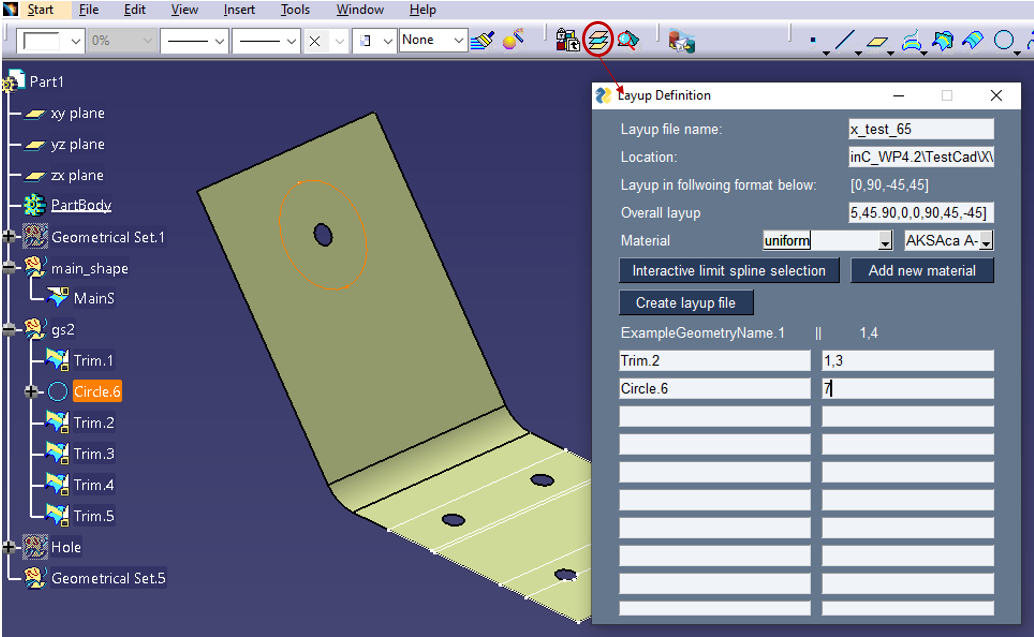 Start File Edit View Insert Tools Window Help
0% None
Part1
xy plane
yz plane
zx plane
PartBody
Geometrical Set.1
main_shape
MainS
gs2
Trim.1
Circle.6
Trim.2
Trim.3
Trim.4
Trim.5
Hole
Geometrical Set.5
Layup Definition
Layup file name: x_test_65
Location: inC_WP4.2\TestCad\X\
Layup in follwoing format below: [0,90,-45,45]
Overall layup 5,45.90,0,0,90,45,-45]
Material uniform AKSAca A-
Interactive limit spline selection Add new material
Create layup file
ExampleGeometryName.1 || 1,4
Trim.2 1,3
Circle.6 7